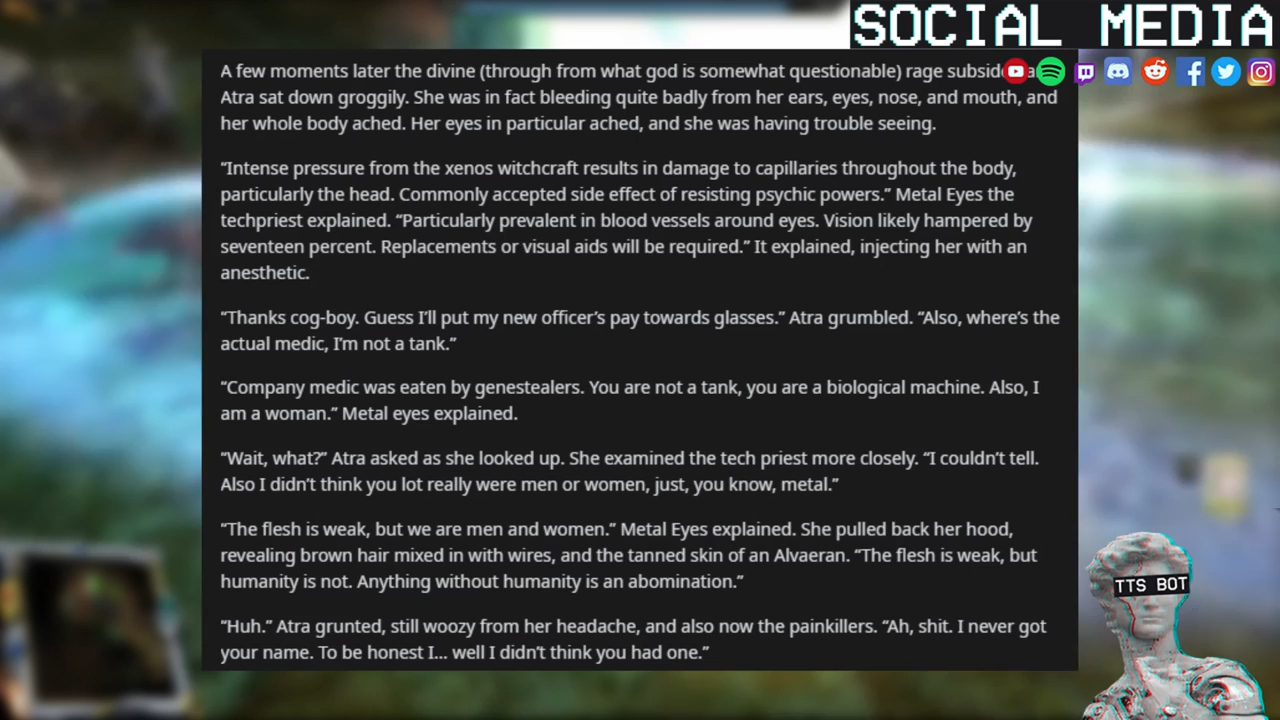 SOCIAL MEDIA
A few moments later the divine (through from what god is somewhat questionable) rage
Atra sat down groggily. She was in fact bleeding quite badly from her ears, eyes, nose, and mouth, and
her whole body ached. Her eyes in particular ached, and she was having trouble seeing.
“Intense pressure from the xenos witchcraft results in damage to capillaries throughout the body,
particularly the head. Commonly accepted side effect of resisting psychic powers.” Metal Eyes the
techpriest explained. “Particularly prevalent in blood vessels around eyes. Vision likely hampered by
seventeen percent. Replacements or visual aids will be required.” It explained, injecting her with an
anesthetic.
“Thanks cog-boy. Guess I’ll put my new officer’s pay towards glasses.” Atra grumbled. “Also, where’s the
actual medic, I’m not a tank.”
“Company medic was eaten by genestealers. You are not a tank, you are a biological machine. Also, I
am a woman.” Metal eyes explained.
“Wait, what?” Atra asked as she looked up. She examined the tech priest more closely. “I couldn’t tell.
Also I didn’t think you lot really were men or women, just, you know, metal.”
“The flesh is weak, but we are men and women.” Metal Eyes explained. She pulled back her hood,
revealing brown hair mixed in with wires, and the tanned skin of an Alvaeran. “The flesh is weak, but
humanity is not. Anything without humanity is an abomination.”
“Huh.” Atra grunted, still woozy from her headache, and also now the painkillers. “Ah, shit. I never got
your name. To be honest I... well I didn’t think you had one.”
TTS BOT